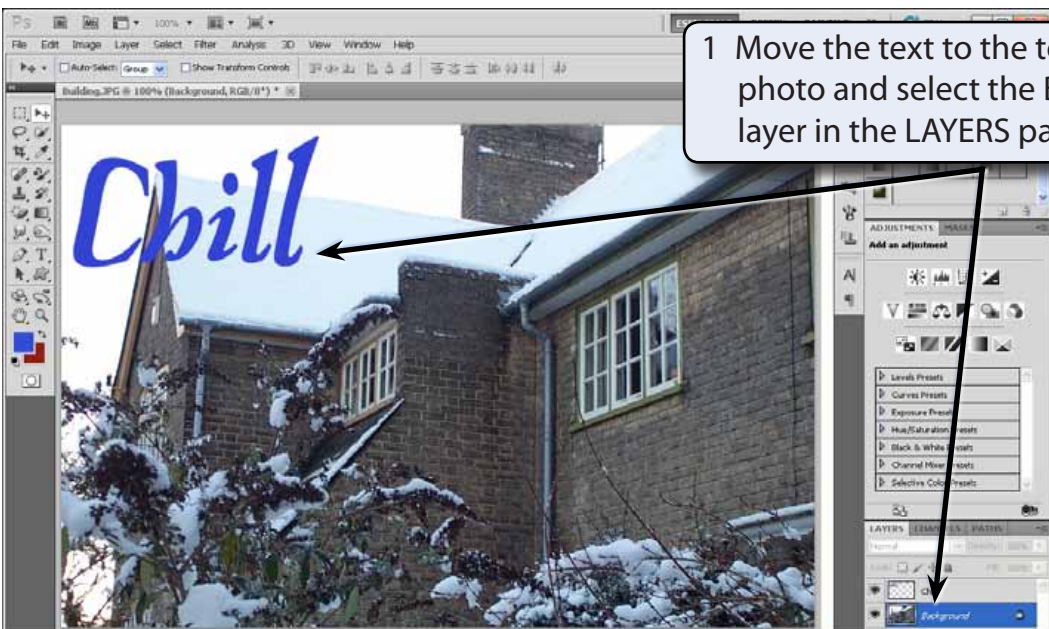 Ps 100%
File Edit Image Layer Select Filter Analysis 3D View Window Help
Auto-Select: Group Show Transform Controls
Building.JPG @ 100% (Background, RGB/8*) *
1 Move the text to the
photo and select the
layer in the LAYERS
Chill
ADJUSTMENTS MASKS
Add an adjustment
Levels Presets
Curves Presets
Exposure Presets
Hue/Saturation Presets
Black & White Presets
Channel Mixer Presets
Selective Color Presets
LAYERS CHANNELS PATHS
Normal
Background